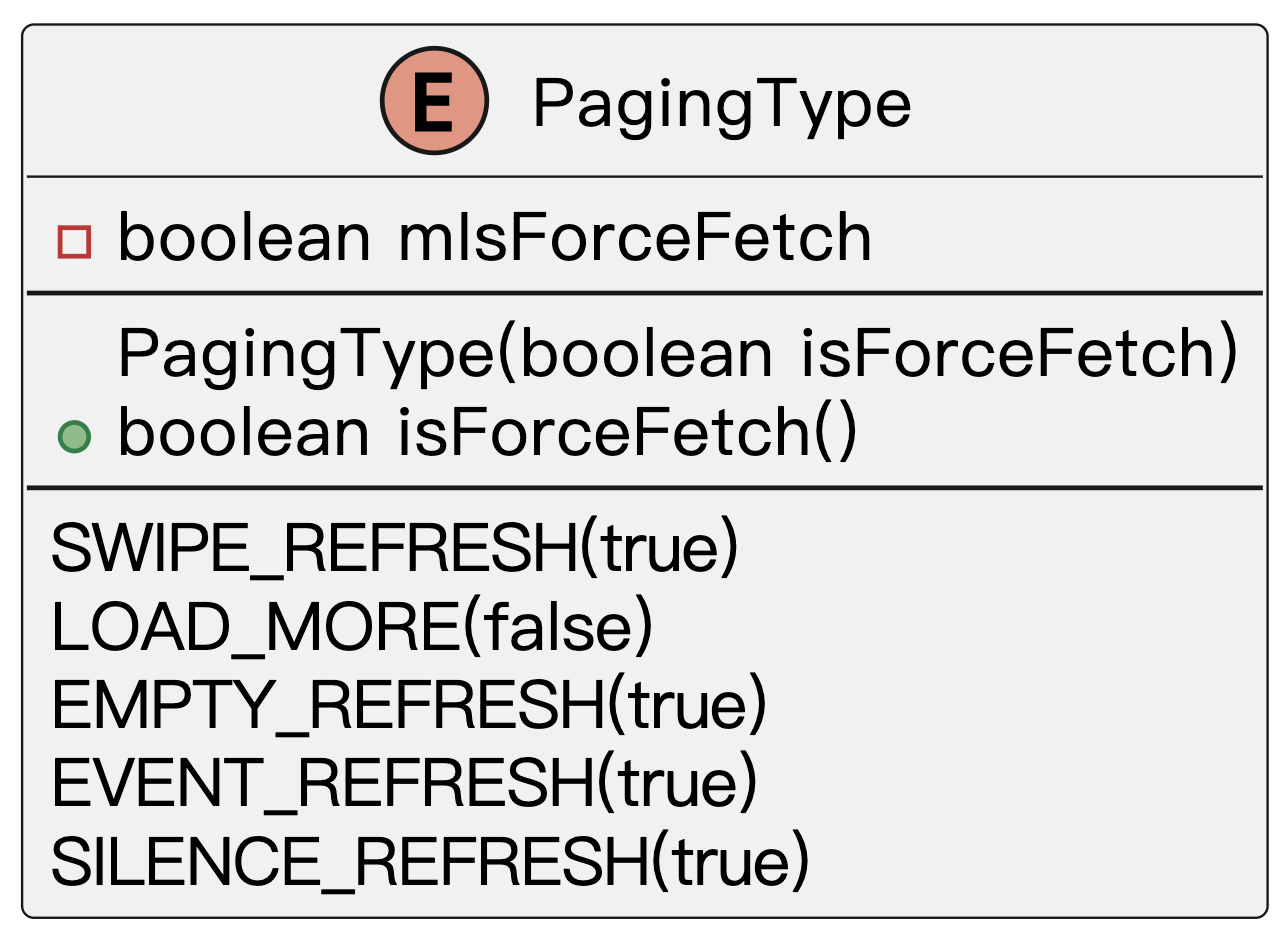 E PagingType
boolean mIsForceFetch
PagingType(boolean isForceFetch)
boolean isForceFetch()
SWIPE_REFRESH(true)
LOAD_MORE(false)
EMPTY_REFRESH(true)
EVENT_REFRESH(true)
SILENCE_REFRESH(true)